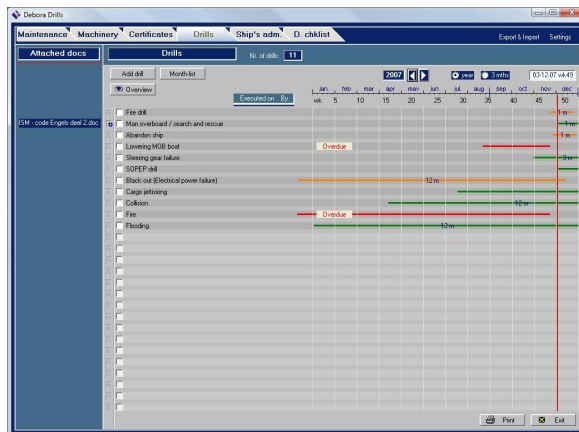 Debora Drills
Maintenance Machinery Certificates Drills Ship's adm. D. chklist Export & Import Settings
Attached docs Drills Nr. of drills: 11
Add drill Month-list 2007 year 3 mths 03-12-07 wk49
Overview
jan feb mar apr may jun jul aug sep oct nov dec
Executed on By
wk. 5 10 15 20 25 30 35 40 45 50
Fire drill 1 m
ISM - code Engels deel 2.doc Man overboard / search and rescue 1 m
Abandon ship 1 m
Lowering MOB boat Overdue
Steering gear failure 3 m
SOPEP drill
Black out (Electrical power failure) 12 m
Cargo jettising
Collision 12 m
Fire Overdue
Flooding 12 m
Print Exit